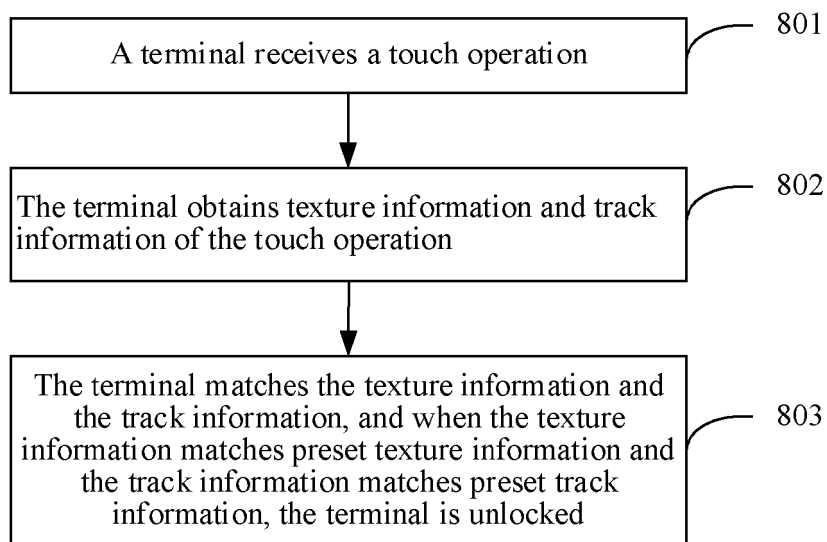 A terminal receives a touch operation
801
The terminal obtains texture information and track
information of the touch operation
802
The terminal matches the texture information and
the track information, and when the texture
information matches preset texture information and
the track information matches preset track
information, the terminal is unlocked
803